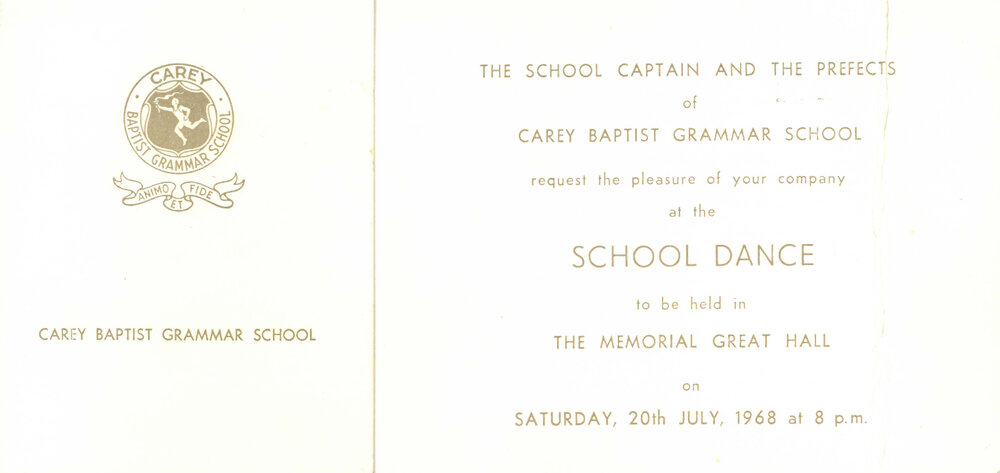 CAREY
BAPTIST GRAMMAR SCHOOL
ANIMO ET FIDE
CAREY BAPTIST GRAMMAR SCHOOL
THE SCHOOL CAPTAIN AND THE PREFECTS
of
CAREY BAPTIST GRAMMAR SCHOOL
request the pleasure of your company
at the
SCHOOL DANCE
to be held in
THE MEMORIAL GREAT HALL
on
SATURDAY, 20th JULY, 1968 at 8 p.m.